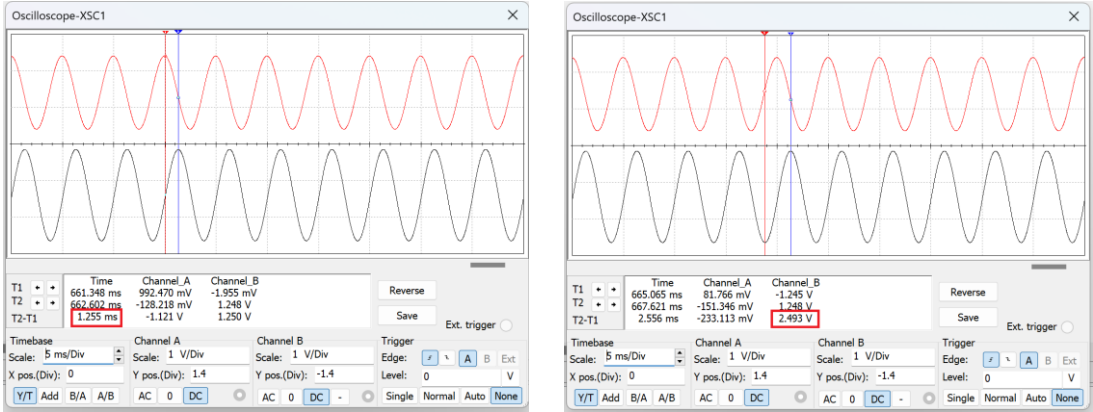 Oscilloscope-XSC1
T1
T2
T2-T1
Time Channel_A Channel_B
661.348 ms 992.470 mV -1.955 mV
662.602 ms -128.218 mV 1.248 V
1.255 ms -1.121 V 1.250 V
Reverse
Save
Ext. trigger
Timebase
Scale: 5 ms/Div
X pos.(Div): 0
Y/T Add B/A A/B
Channel A
Scale: 1 V/Div
Y pos.(Div): 1.4
AC 0 DC
Channel B
Scale: 1 V/Div
Y pos.(Div): -1.4
AC 0 DC -
Trigger
Edge: A B Ext
Level: 0 V
Single Normal Auto None
Oscilloscope-XSC1
T1
T2
T2-T1
Time Channel_A Channel_B
665.065 ms 81.766 mV -1.245 V
667.621 ms -151.346 mV 1.248 V
2.556 ms -233.113 mV 2.493 V
Reverse
Save
Ext. trigger
Timebase
Scale: 5 ms/Div
X pos.(Div): 0
Y/T Add B/A A/B
Channel A
Scale: 1 V/Div
Y pos.(Div): 1.4
AC 0 DC
Channel B
Scale: 1 V/Div
Y pos.(Div): -1.4
AC 0 DC -
Trigger
Edge: A B Ext
Level: 0 V
Single Normal Auto None